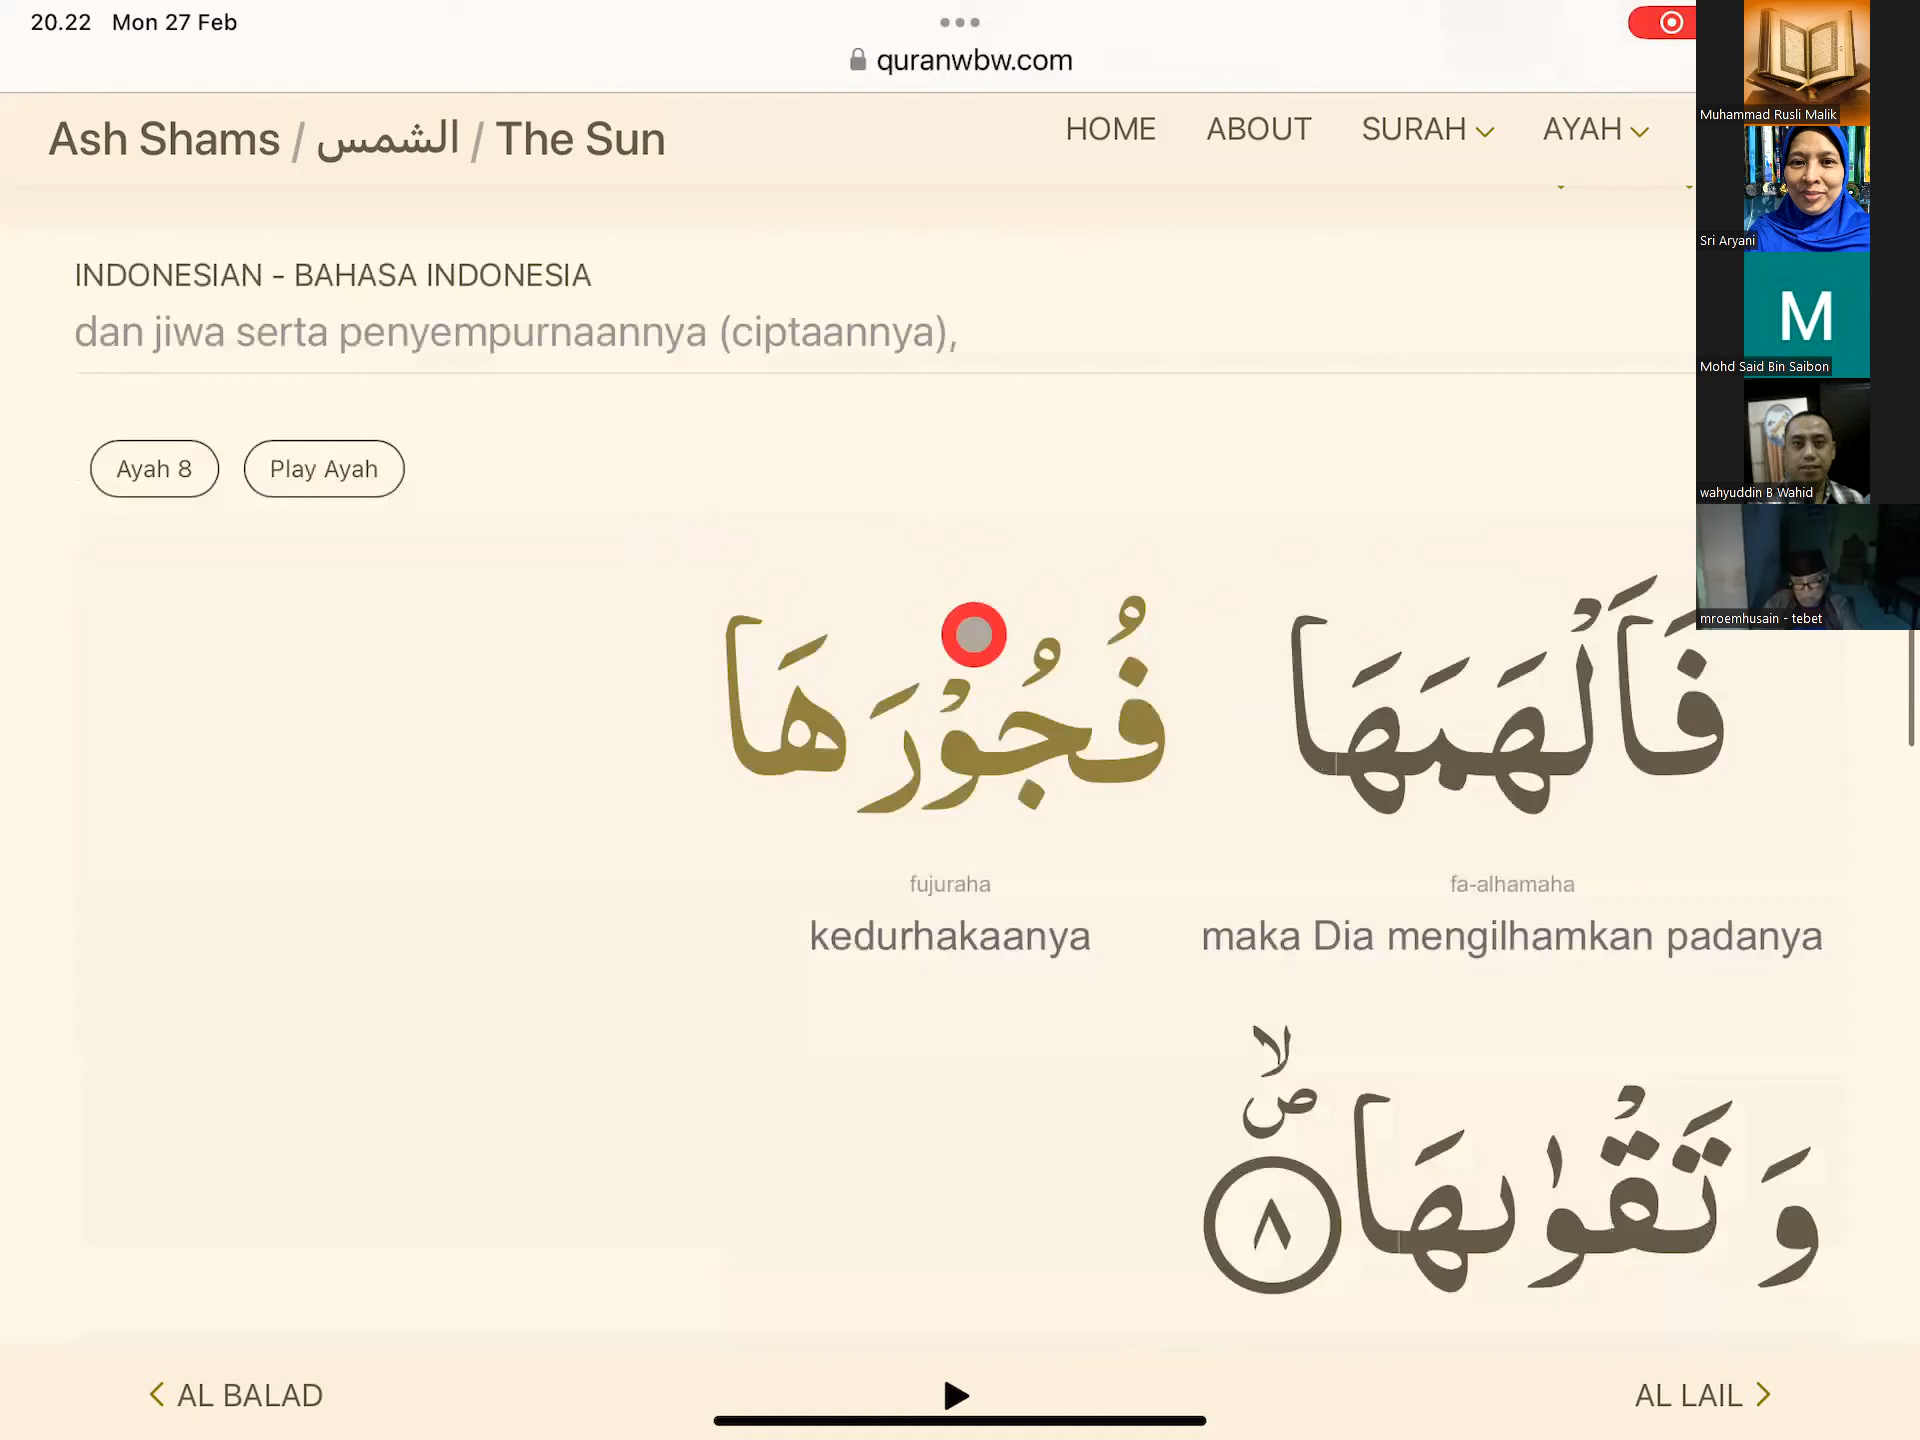 20.22 Mon 27 Feb
quranwbw.com
Ash Shams / الشمس / The Sun
HOME ABOUT SURAH AYAH
INDONESIAN - BAHASA INDONESIA
dan jiwa serta penyempurnaannya (ciptaannya),
Ayah 8 Play Ayah
فَاَلْهَمَهَا فُجُوْرَهَا
fa-alhamaha fujuraha
maka Dia mengilhamkan padanya kedurhakaanya
وَتَقْوٰىهَا ۖۙ ٨
AL BALAD AL LAIL
Muhammad Rusli Malik
Sri Aryani
M
Mohd Said Bin Saibon
wahyuddin B Wahid
mroemhusain - tebet